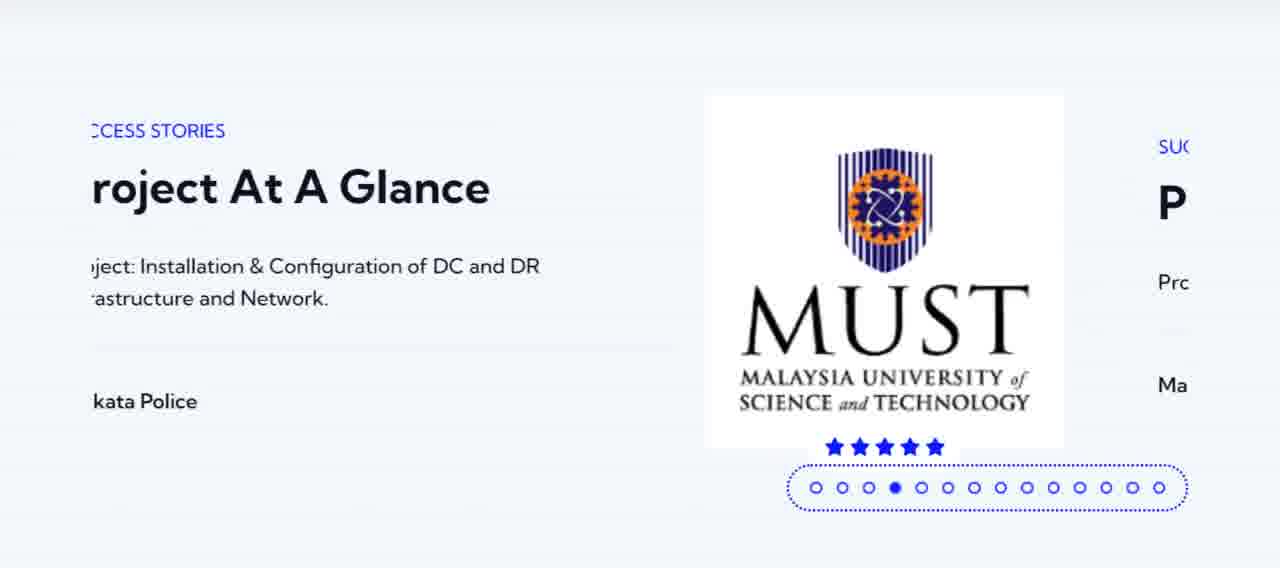 CCESS STORIES
roject At A Glance
ject: Installation & Configuration of DC and DR
rastructure and Network.
kata Police
MUST
MALAYSIA UNIVERSITY of
SCIENCE and TECHNOLOGY
SUC
P
Pro
Ma